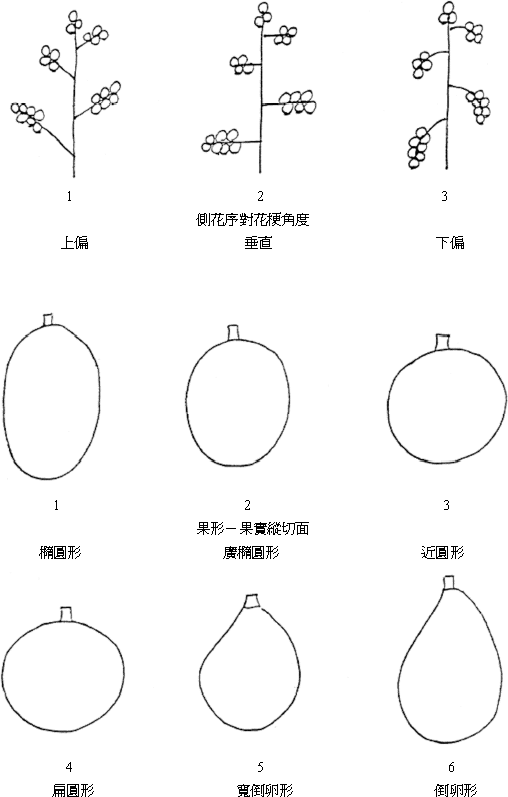 1 2 3
側花序對花梗角度
上偏 垂直 下偏
1 2 3
果形－果實縱切面
橢圓形 廣橢圓形 近圓形
4 5 6
扁圓形 寬倒卵形 倒卵形